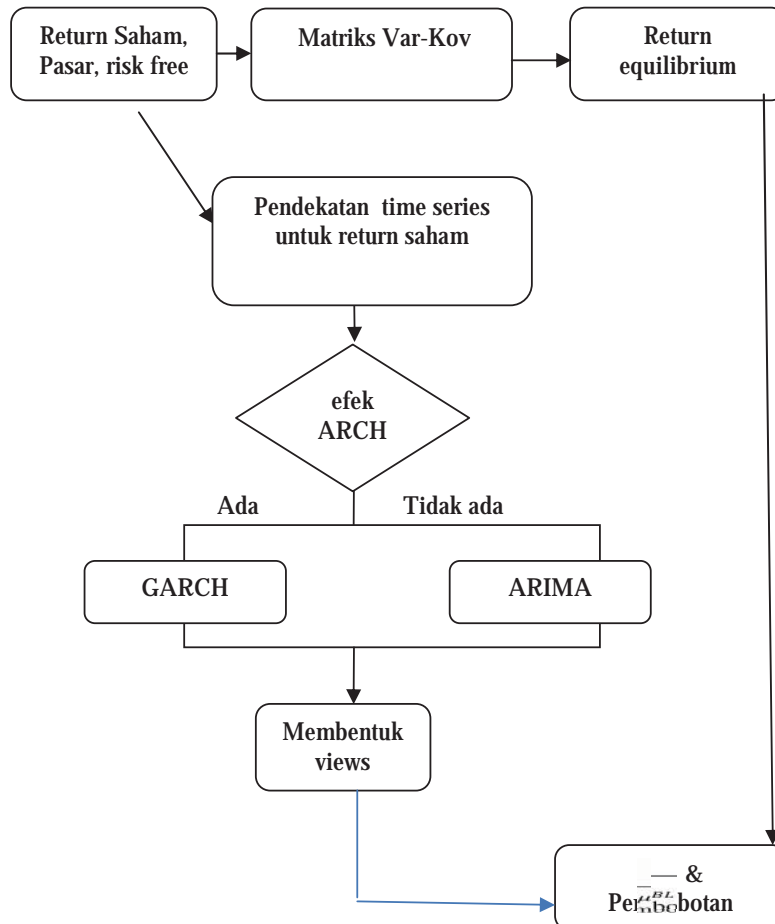 Return Saham,
Pasar, risk free
Matriks Var-Kov
Return
equilibrium
Pendekatan time series
untuk return saham
efek
ARCH
Ada
Tidak ada
GARCH
ARIMA
Membentuk
views
&